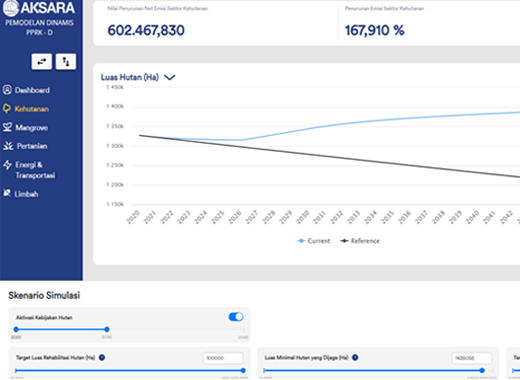 AKSARA
PEMODELAN DINAMIS
PPRK - D
Dashboard
Kehutanan
Mangrove
Pertanian
Energi &
Transportasi
Limbah
Nilai Penurunan Net Emisi Sektor Kehutanan
602.467,830
Penurunan Emisi Sektor Kehutanan
167,910 %
Luas Hutan (Ha)
1 450k
1 400k
1 350k
1 300k
1 250k
1 200k
1 150k
2020
2021
2022
2023
2024
2025
2026
2027
2028
2029
2030
2031
2032
2033
2034
2035
2036
2037
2038
2039
2040
2041
2042
Current
Reference
Skenario Simulasi
Aktivasi Kebijakan Hutan
Target Luas Rehabilitasi Hutan (Ha) ?
100000
Luas Minimal Hutan yang Dijaga (Ha) ?